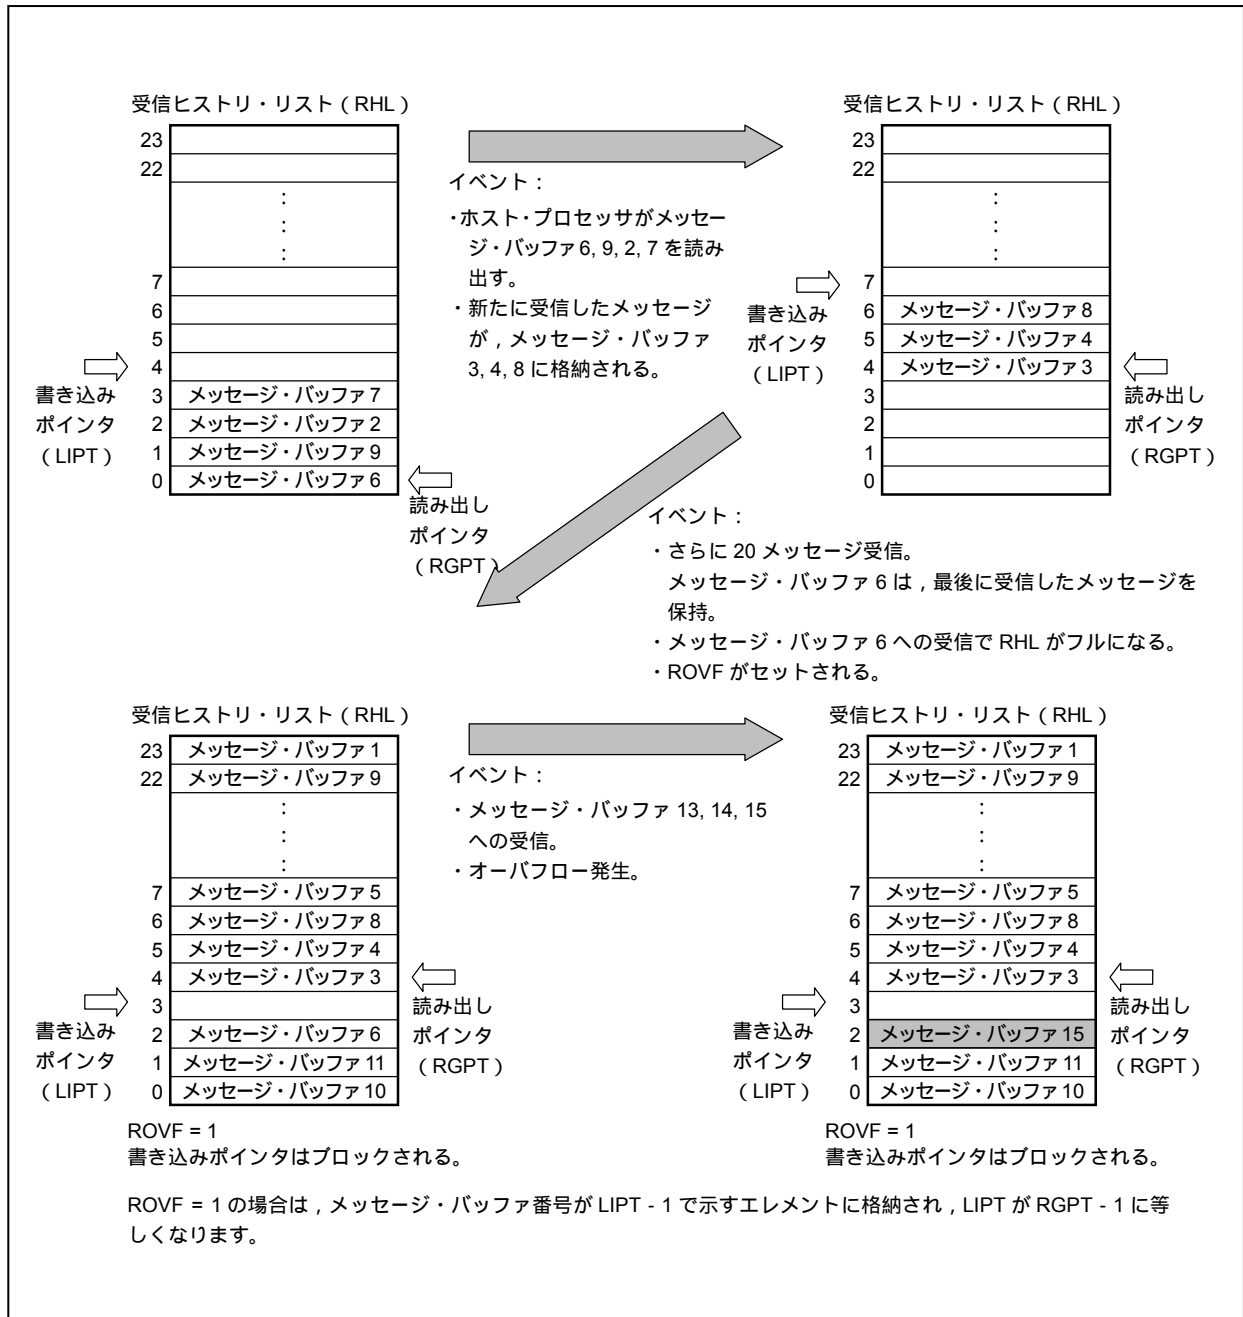 受信ヒストリ・リスト（RHL）
23
22
：
：
：
7
6
5
4
3 メッセージ・バッファ 7
2 メッセージ・バッファ 2
1 メッセージ・バッファ 9
0 メッセージ・バッファ 6
書き込み
ポインタ
（LIPT）
読み出し
ポインタ
（RGPT）
イベント：
・ホスト・プロセッサがメッセー
ジ・バッファ 6, 9, 2, 7 を読み
出す。
・新たに受信したメッセージ
が，メッセージ・バッファ
3, 4, 8 に格納される。
受信ヒストリ・リスト（RHL）
23
22
：
：
：
7
6 メッセージ・バッファ 8
5 メッセージ・バッファ 4
4 メッセージ・バッファ 3
3
2
1
0
書き込み
ポインタ
（LIPT）
読み出し
ポインタ
（RGPT）
イベント：
・さらに 20 メッセージ受信。
メッセージ・バッファ 6 は，最後に受信したメッセージを
保持。
・メッセージ・バッファ 6 への受信で RHL がフルになる。
・ROVF がセットされる。
受信ヒストリ・リスト（RHL）
23 メッセージ・バッファ 1
22 メッセージ・バッファ 9
：
：
：
7 メッセージ・バッファ 5
6 メッセージ・バッファ 8
5 メッセージ・バッファ 4
4 メッセージ・バッファ 3
3
2 メッセージ・バッファ 6
1 メッセージ・バッファ 11
0 メッセージ・バッファ 10
書き込み
ポインタ
（LIPT）
読み出し
ポインタ
（RGPT）
ROVF = 1
書き込みポインタはブロックされる。
イベント：
・メッセージ・バッファ 13, 14, 15
への受信。
・オーバフロー発生。
受信ヒストリ・リスト（RHL）
23 メッセージ・バッファ 1
22 メッセージ・バッファ 9
：
：
：
7 メッセージ・バッファ 5
6 メッセージ・バッファ 8
5 メッセージ・バッファ 4
4 メッセージ・バッファ 3
3
2 メッセージ・バッファ 15
1 メッセージ・バッファ 11
0 メッセージ・バッファ 10
書き込み
ポインタ
（LIPT）
読み出し
ポインタ
（RGPT）
ROVF = 1
書き込みポインタはブロックされる。
ROVF = 1 の場合は，メッセージ・バッファ番号が LIPT - 1 で示すエレメントに格納され，LIPT が RGPT - 1 に等
しくなります。